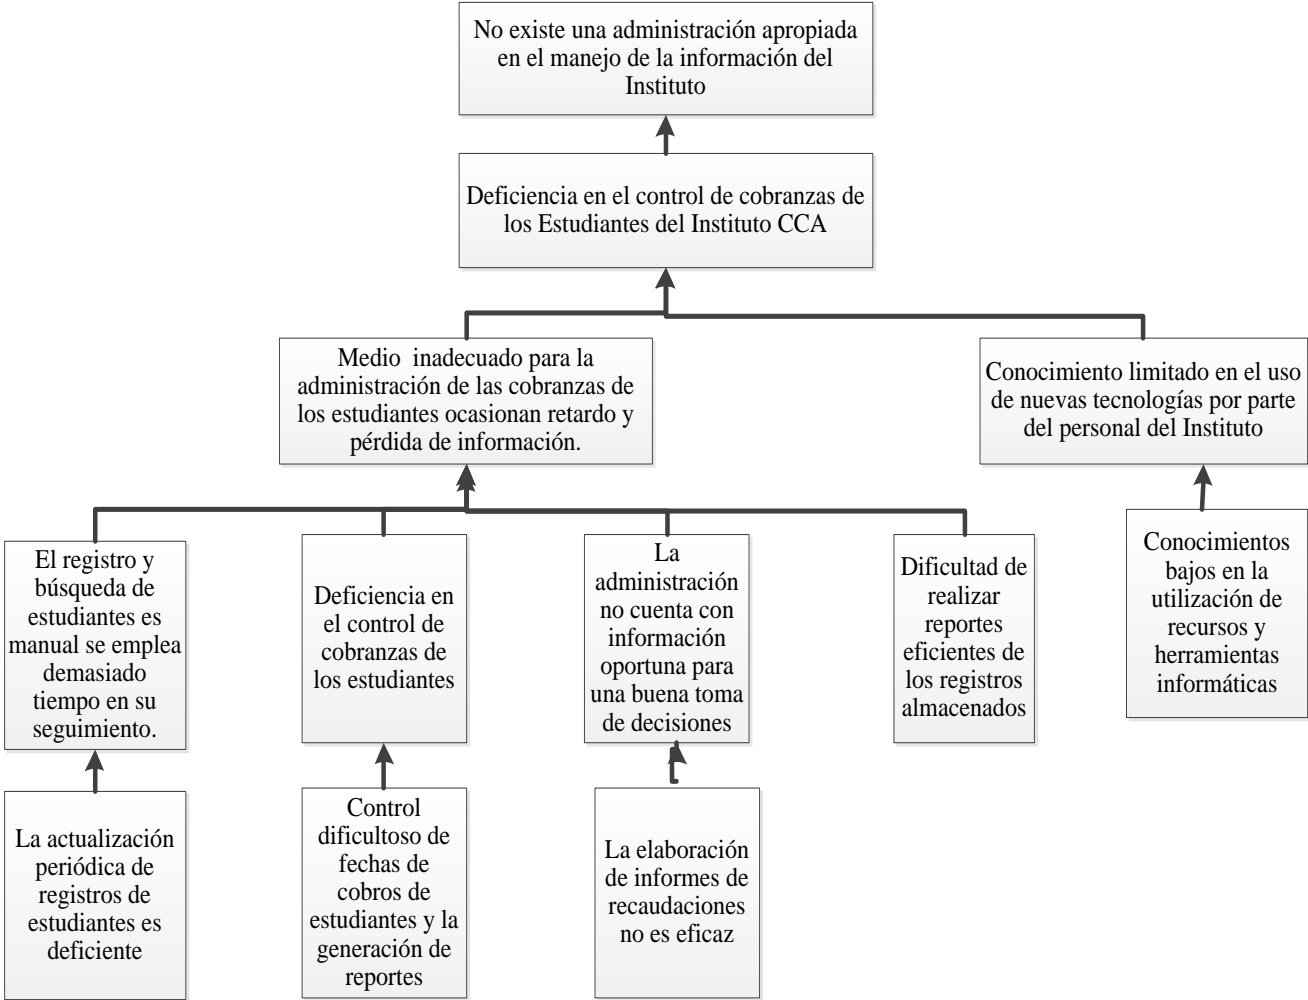 No existe una administración apropiada
en el manejo de la información del
Instituto
Deficiencia en el control de cobranzas de
los Estudiantes del Instituto CCA
Medio inadecuado para la
administración de las cobranzas de
los estudiantes ocasionan retardo y
pérdida de información.
Conocimiento limitado en el uso
de nuevas tecnologías por parte
del personal del Instituto
El registro y
búsqueda de
estudiantes es
manual se emplea
demasiado
tiempo en su
seguimiento.
Deficiencia en
el control de
cobranzas de
los estudiantes
La
administración
no cuenta con
información
oportuna para
una buena toma
de decisiones
Dificultad de
realizar
reportes
eficientes de
los registros
almacenados
Conocimientos
bajos en la
utilización de
recursos y
herramientas
informáticas
La actualización
periódica de
registros de
estudiantes es
deficiente
Control
dificultoso de
fechas de
cobros de
estudiantes y la
generación de
reportes
La elaboración
de informes de
recaudaciones
no es eficaz